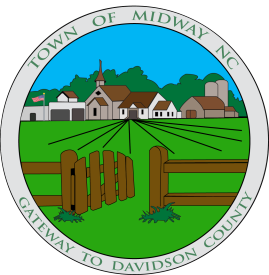 TOWN OF MIDWAY NC
GATEWAY TO DAVIDSON COUNTY